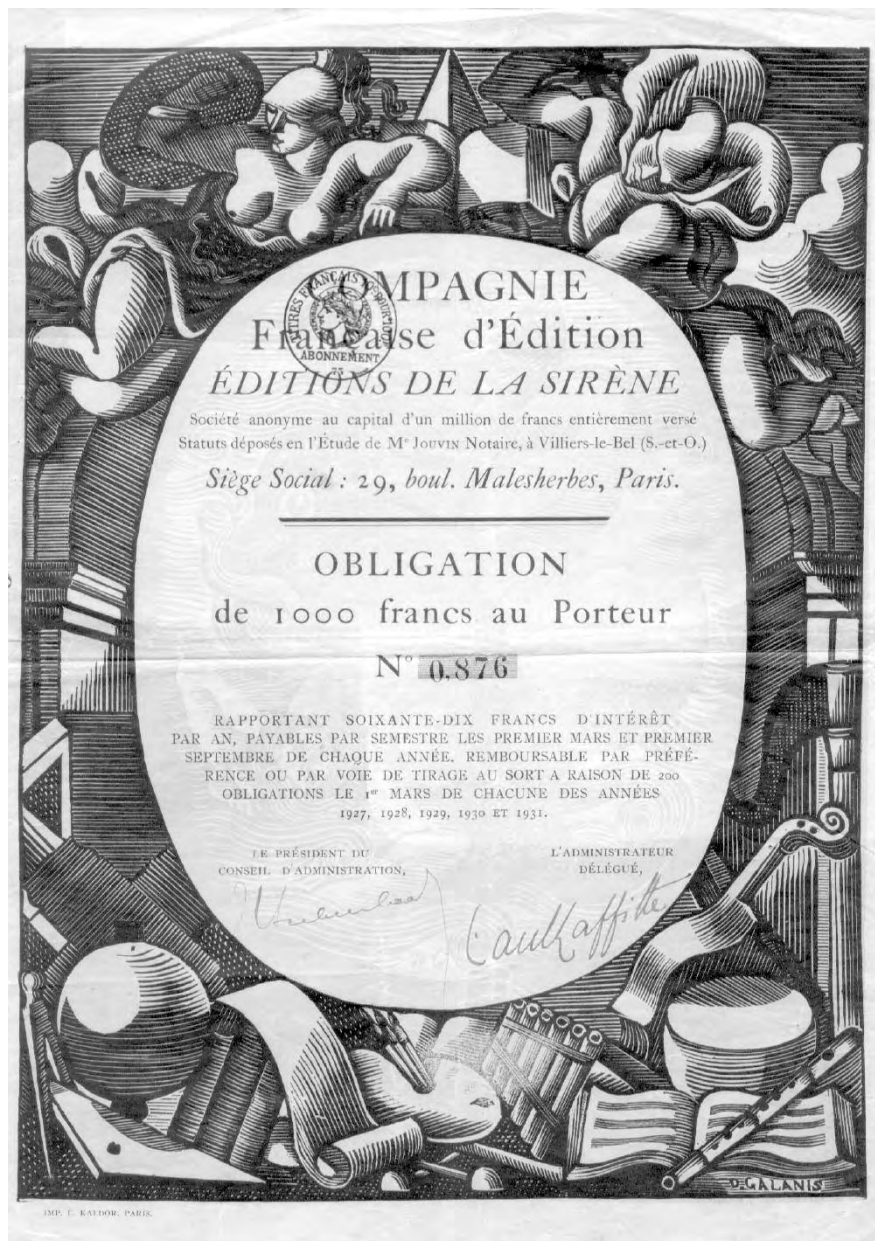 COMPAGNIE
Française d'Édition
TITRES FRANÇAIS
ABONNEMENT
ÉDITIONS DE LA SIRÈNE
Société anonyme au capital d'un million de francs entièrement versé
Statuts déposés en l'Étude de Mᵉ JOUVIN Notaire, à Villiers-le-Bel (S.-et-O.)
Siège Social : 29, boul. Malesherbes, Paris.
OBLIGATION
de 1000 francs au Porteur
N° 0.876
RAPPORTANT SOIXANTE-DIX FRANCS D'INTÉRÊT
PAR AN, PAYABLES PAR SEMESTRE LES PREMIER MARS ET PREMIER
SEPTEMBRE DE CHAQUE ANNÉE. REMBOURSABLE PAR PRÉFÉ-
RENCE OU PAR VOIE DE TIRAGE AU SORT A RAISON DE 200
OBLIGATIONS LE 1ᵉʳ MARS DE CHACUNE DES ANNÉES
1927, 1928, 1929, 1930 ET 1931.
LE PRÉSIDENT DU
CONSEIL D'ADMINISTRATION,
L'ADMINISTRATEUR
DÉLÉGUÉ,
Paul Laffitte
D. GALANIS
IMP. KAYDOR. PARIS.